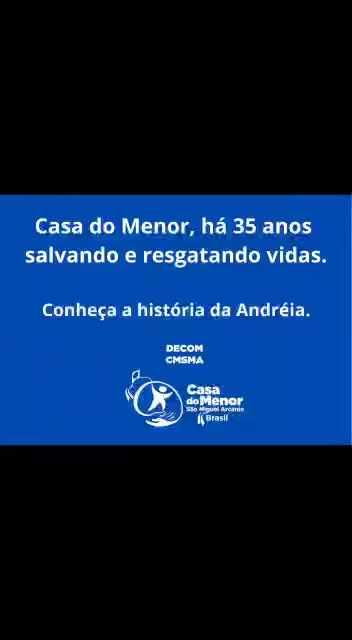 Casa do Menor, há 35 anos
salvando e resgatando vidas.
Conheça a história da Andréia.
DECOM
CMSMA
Casa
do Menor
São Miguel Arcanjo
Brasil